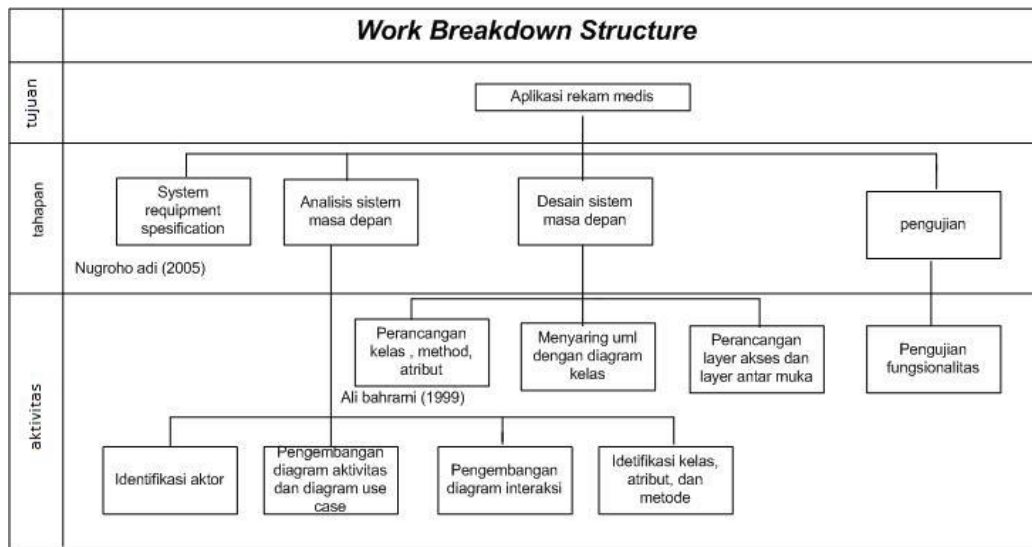 Work Breakdown Structure
tujuan
Aplikasi rekam medis
tahapan
System
requipment
spesification
Analisis sistem
masa depan
Desain sistem
masa depan
pengujian
Nugroho adi (2005)
aktivitas
Perancangan
kelas , method,
atribut
Menyaring uml
dengan diagram
kelas
Perancangan
layer akses dan
layer antar muka
Pengujian
fungsionalitas
Ali bahrami (1999)
Identifikasi aktor
Pengembangan
diagram aktivitas
dan diagram use
case
Pengembangan
diagram interaksi
Idetifikasi kelas,
atribut, dan
metode